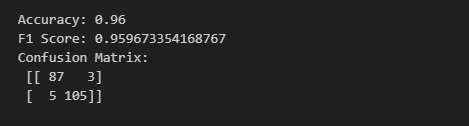 Accuracy: 0.96
F1 Score: 0.959673354168767
Confusion Matrix:
[[ 87   3]
[  5 105]]